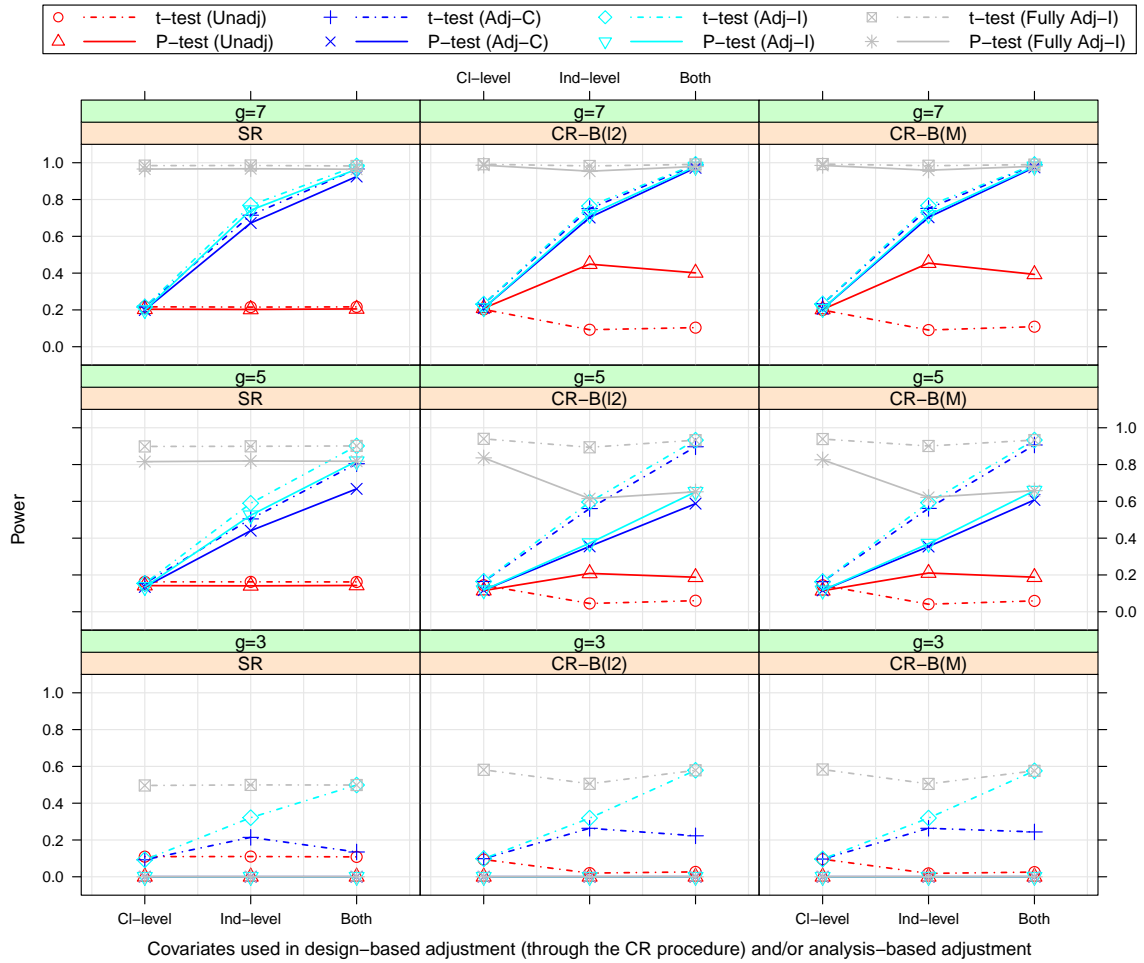 t−test (Unadj) t−test (Adj−C) t−test (Adj−I) t−test (Fully Adj−I)
P−test (Unadj) P−test (Adj−C) P−test (Adj−I) P−test (Fully Adj−I)
Cl−level Ind−level Both
g=7 g=7 g=7
SR CR−B(l2) CR−B(M)
1.0
0.8
0.6
0.4
0.2
0.0
g=5 g=5 g=5
SR CR−B(l2) CR−B(M)
1.0
0.8
0.6
0.4
0.2
0.0
Power
g=3 g=3 g=3
SR CR−B(l2) CR−B(M)
1.0
0.8
0.6
0.4
0.2
0.0
Cl−level Ind−level Both Cl−level Ind−level Both
Covariates used in design−based adjustment (through the CR procedure) and/or analysis−based adjustment